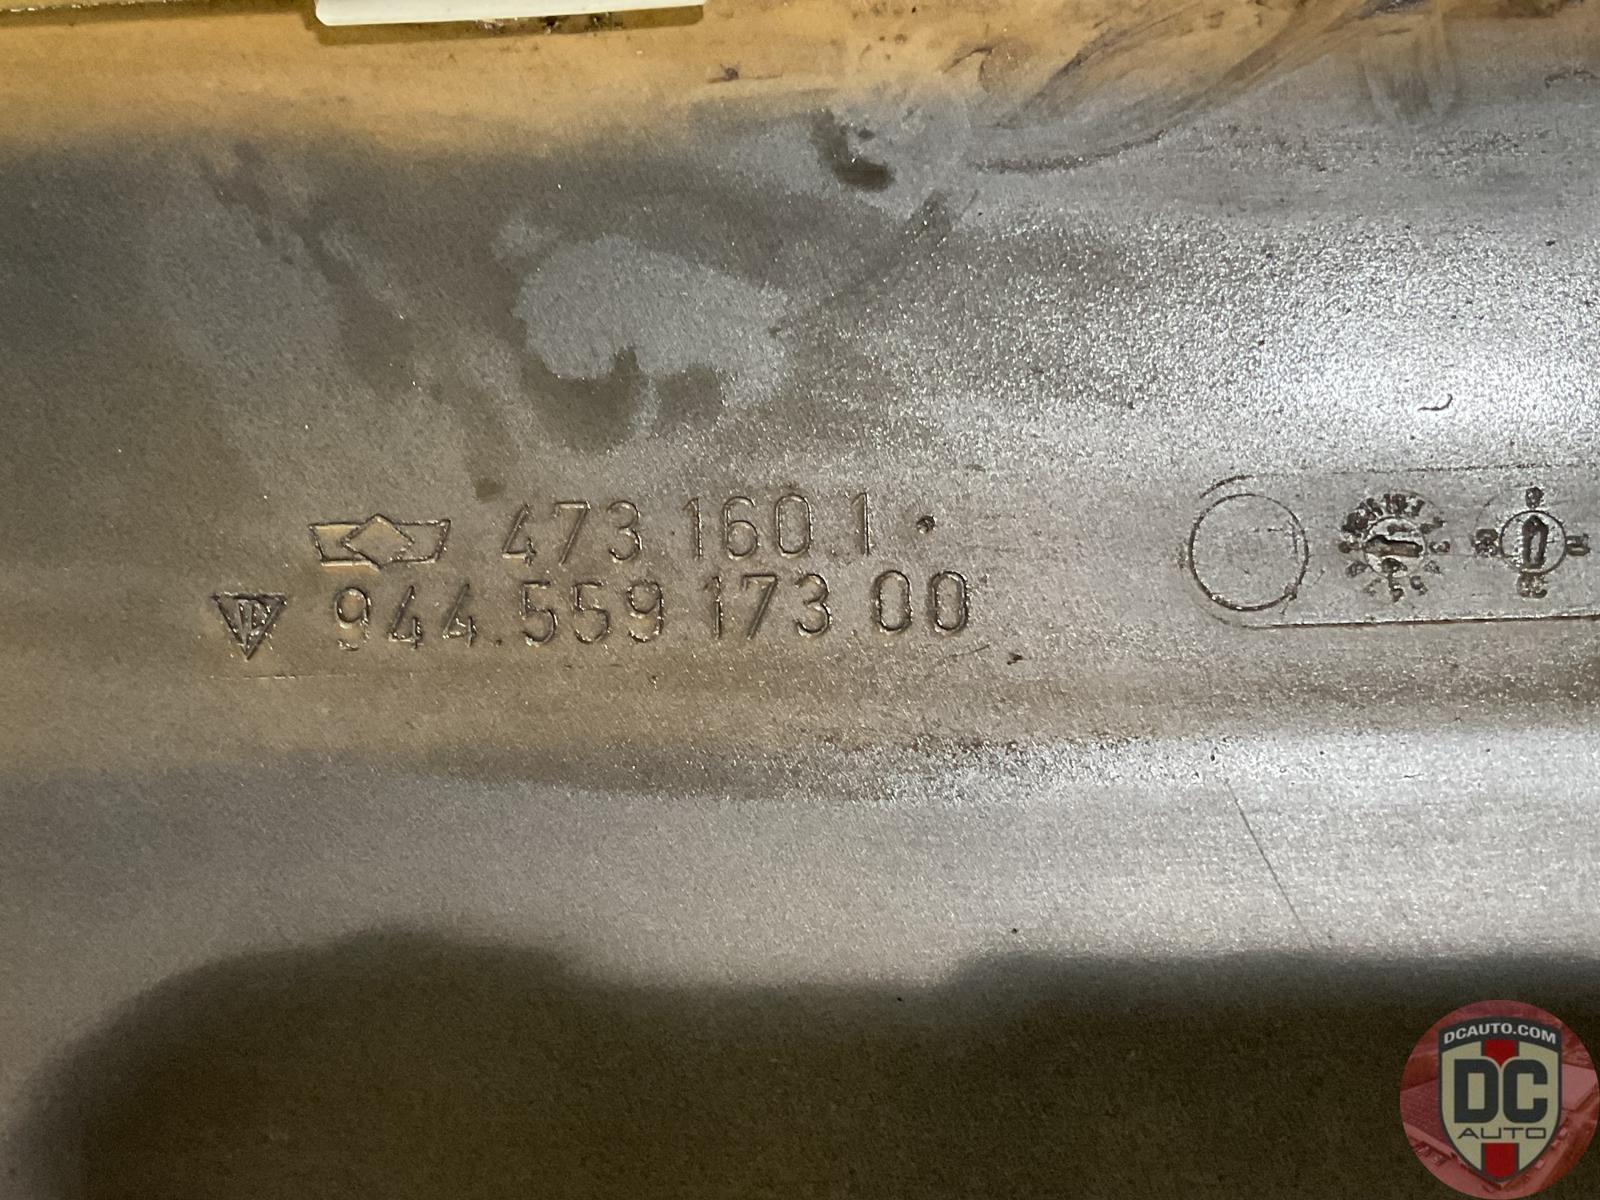 473 160.1
944.559 173 00
DCAUTO.COM
DC
AUTO